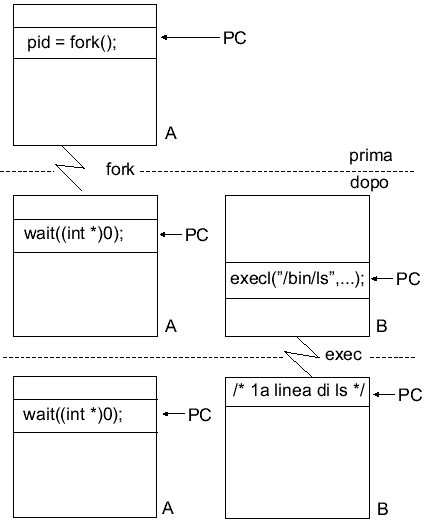 pid = fork();
PC
A
prima
fork
dopo
wait((int *)0);
PC
execl("/bin/ls",...);
PC
A
B
exec
wait((int *)0);
PC
/* 1a linea di ls */
PC
A
B